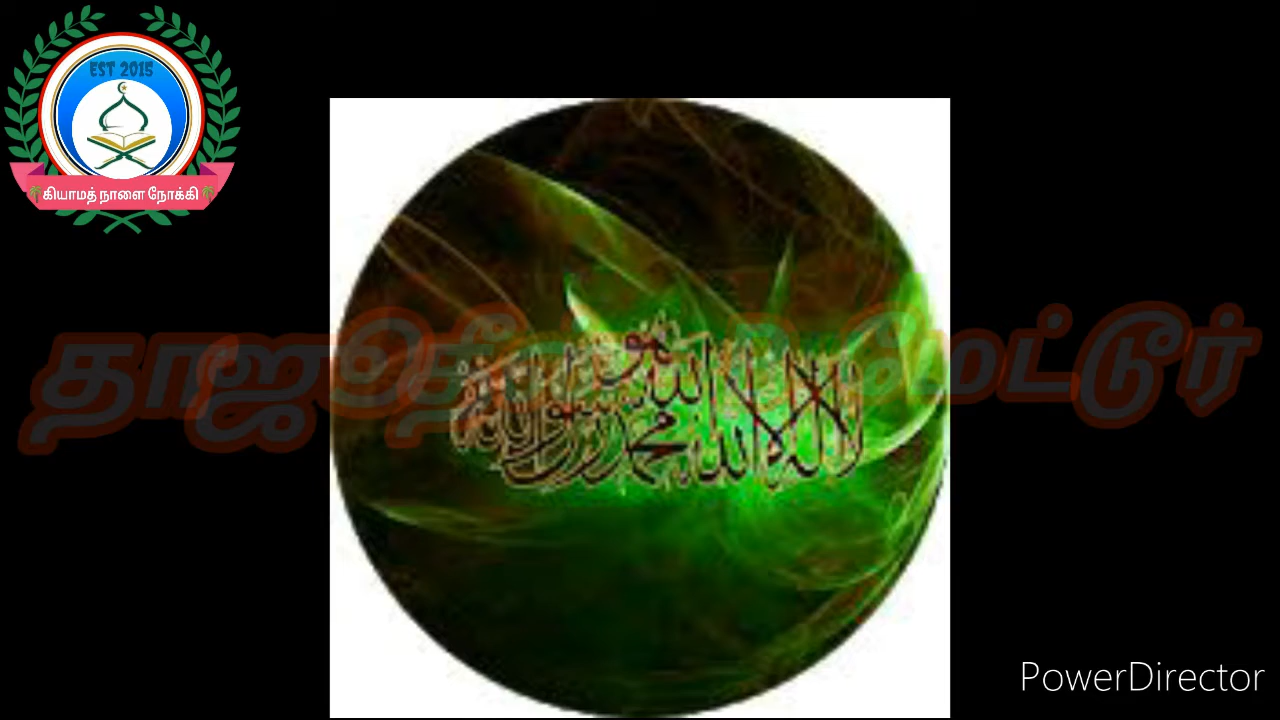 EST 2015
கியாமத் நாளை நோக்கி
لا إله إلا الله محمد رسول الله
PowerDirector